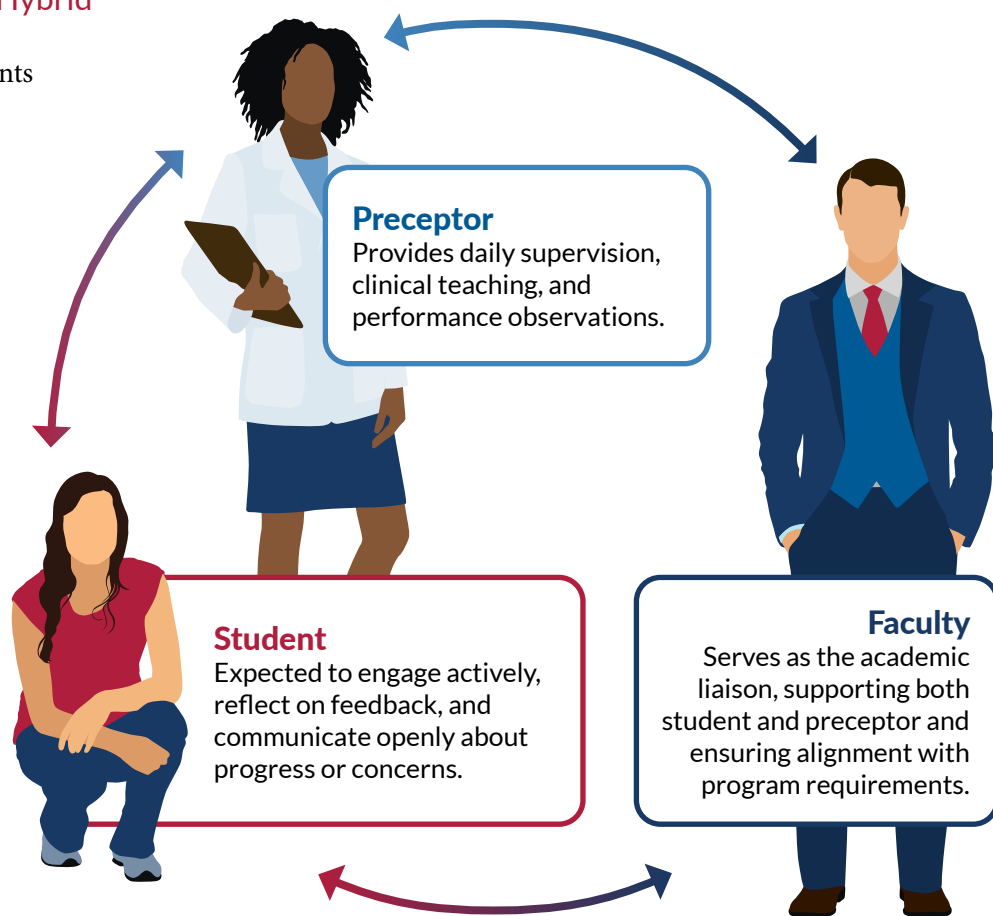 Hybrid
nts
Preceptor
Provides daily supervision,
clinical teaching, and
performance observations.
Student
Expected to engage actively,
reflect on feedback, and
communicate openly about
progress or concerns.
Faculty
Serves as the academic
liaison, supporting both
student and preceptor and
ensuring alignment with
program requirements.